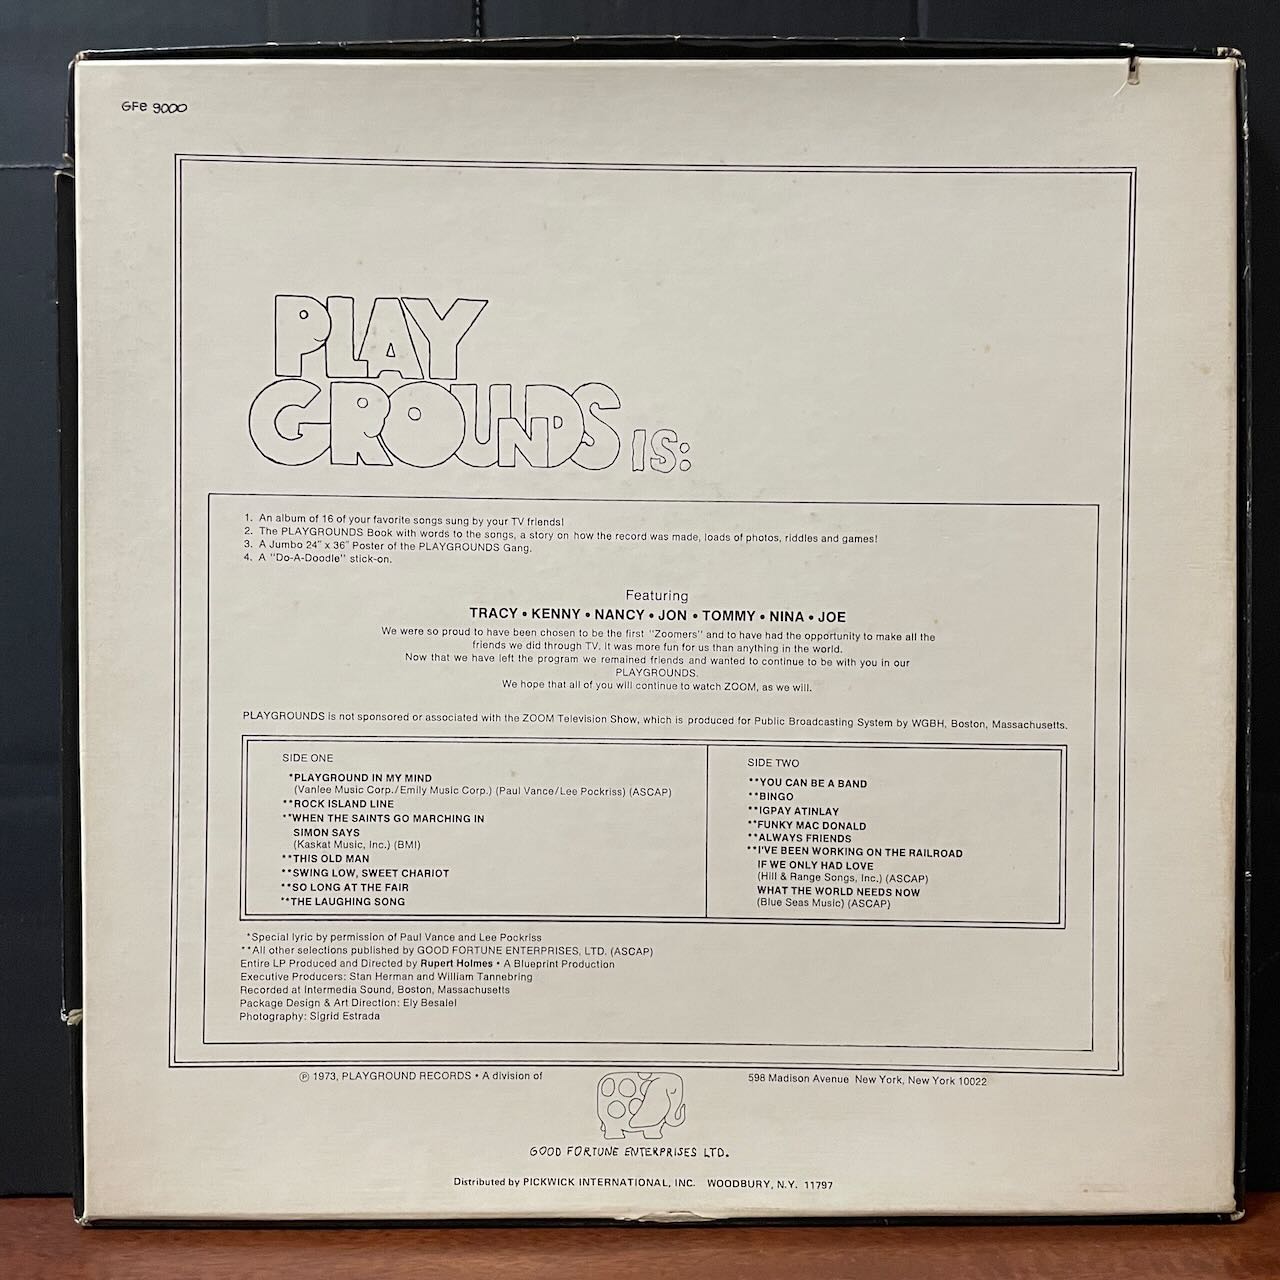 GFe 9000
PLAY
GROUNDS IS:
1. An album of 16 of your favorite songs sung by your TV friends!
2. The PLAYGROUNDS Book with words to the songs, a story on how the record was made, loads of photos, riddles and games!
3. A Jumbo 24" x 36" Poster of the PLAYGROUNDS Gang.
4. A "Do-A-Doodle" stick-on.
Featuring
TRACY • KENNY • NANCY • JON • TOMMY • NINA • JOE
We were so proud to have been chosen to be the first "Zoomers" and to have had the opportunity to make all the
friends we did through TV. It was more fun for us than anything in the world.
Now that we have left the program we remained friends and wanted to continue to be with you in our
PLAYGROUNDS.
We hope that all of you will continue to watch ZOOM, as we will.
PLAYGROUNDS is not sponsored or associated with the ZOOM Television Show, which is produced for Public Broadcasting System by WGBH, Boston, Massachusetts.
SIDE ONE
*PLAYGROUND IN MY MIND
(Vanlee Music Corp./Emily Music Corp.) (Paul Vance/Lee Pockriss) (ASCAP)
**ROCK ISLAND LINE
**WHEN THE SAINTS GO MARCHING IN
SIMON SAYS
(Kaskat Music, Inc.) (BMI)
**THIS OLD MAN
**SWING LOW, SWEET CHARIOT
**SO LONG AT THE FAIR
**THE LAUGHING SONG
SIDE TWO
**YOU CAN BE A BAND
**BINGO
**IGPAY ATINLAY
**FUNKY MAC DONALD
**ALWAYS FRIENDS
**I'VE BEEN WORKING ON THE RAILROAD
IF WE ONLY HAD LOVE
(Hill & Range Songs, Inc.) (ASCAP)
WHAT THE WORLD NEEDS NOW
(Blue Seas Music) (ASCAP)
*Special lyric by permission of Paul Vance and Lee Pockriss
**All other selections published by GOOD FORTUNE ENTERPRISES, LTD. (ASCAP)
Entire LP Produced and Directed by Rupert Holmes • A Blueprint Production
Executive Producers: Stan Herman and William Tannebring
Recorded at Intermedia Sound, Boston, Massachusetts
Package Design & Art Direction: Ely Besalel
Photography: Sigrid Estrada
℗ 1973, PLAYGROUND RECORDS • A division of
598 Madison Avenue New York, New York 10022
GOOD FORTUNE ENTERPRISES LTD.
Distributed by PICKWICK INTERNATIONAL, INC. WOODBURY, N.Y. 11797